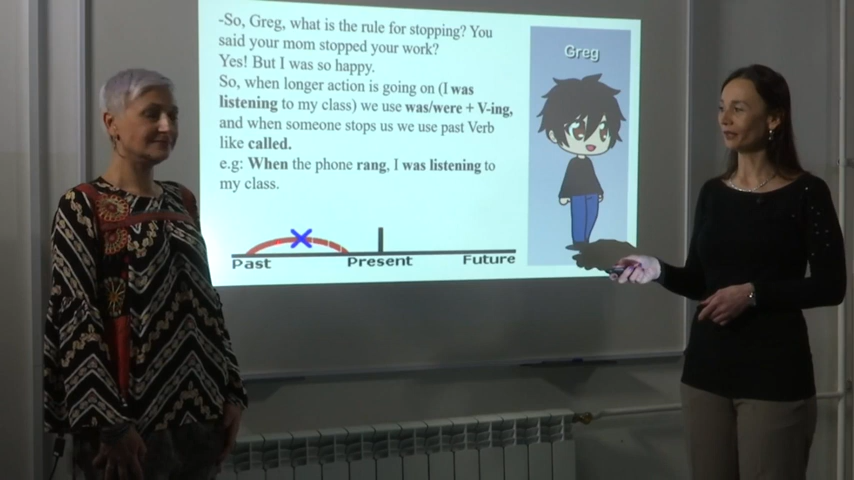 -So, Greg, what is the rule for stopping? You
said your mom stopped your work?
Yes! But I was so happy.
So, when longer action is going on (I was
listening to my class) we use was/were + V-ing,
and when someone stops us we use past Verb
like called.
e.g: When the phone rang, I was listening to
my class.
Greg
Past Present Future